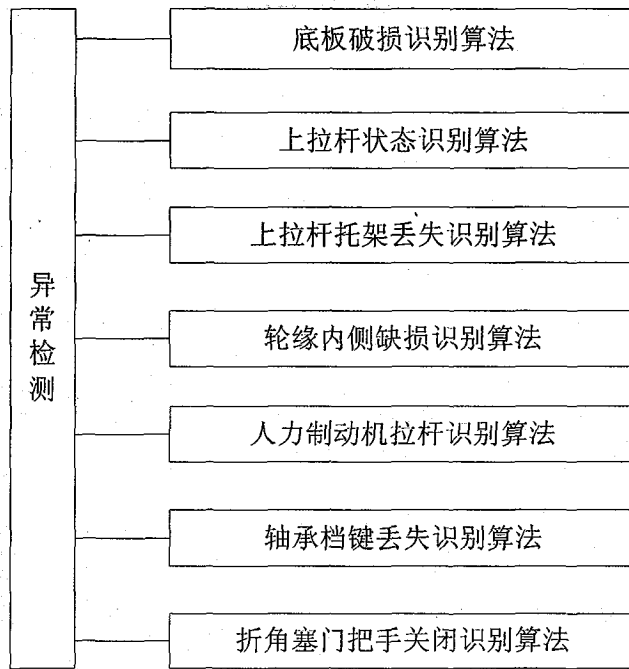 底板破损识别算法
上拉杆状态识别算法
上拉杆托架丢失识别算法
异常检测
轮缘内侧缺损识别算法
人力制动机拉杆识别算法
轴承档键丢失识别算法
折角塞门把手关闭识别算法